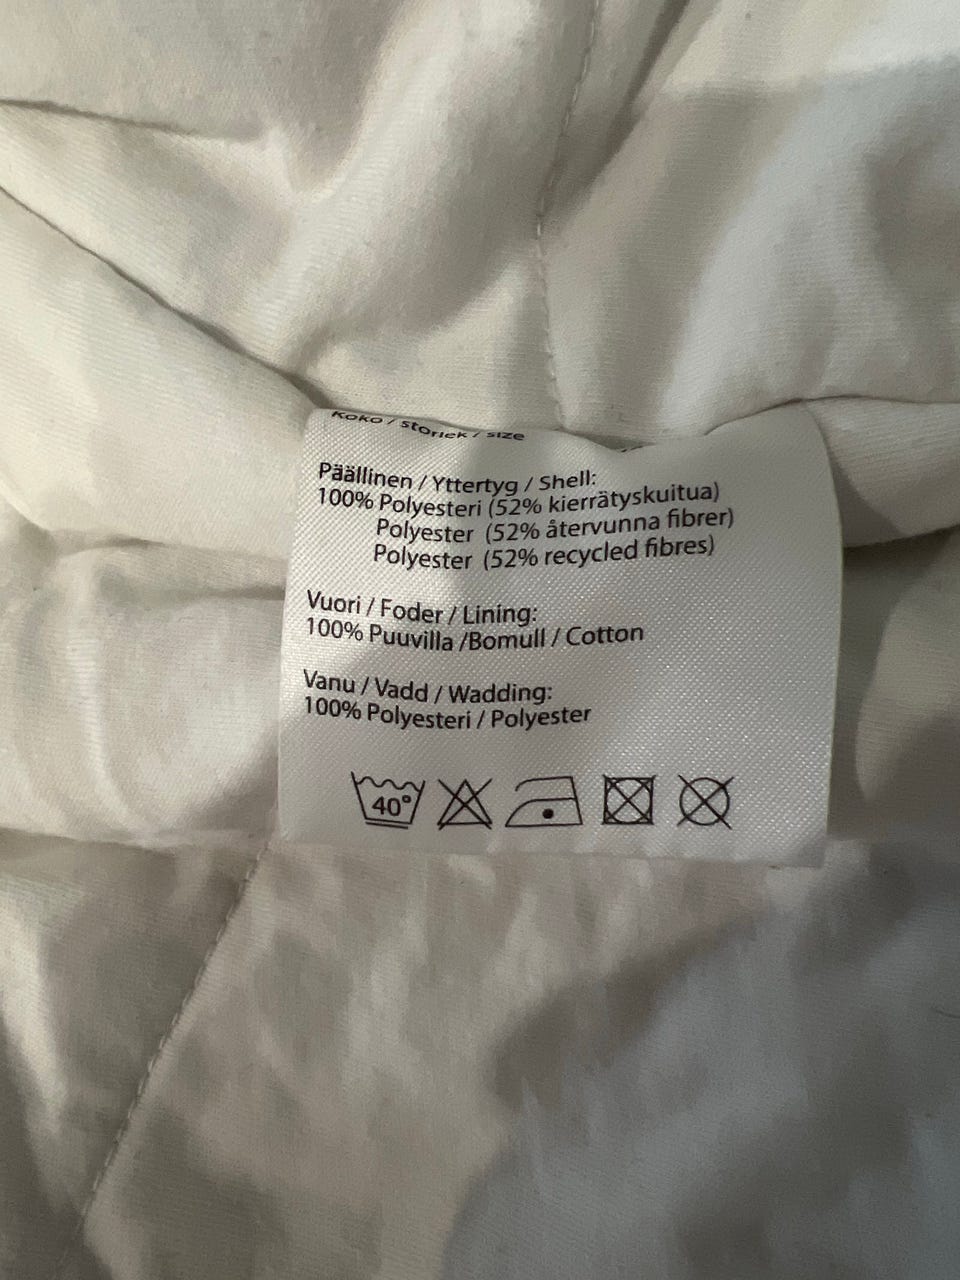 Koko / storlek / size
Päällinen / Yttertyg / Shell:
100% Polyesteri (52% kierrätyskuitua)
Polyester (52% återvunna fibrer)
Polyester (52% recycled fibres)
Vuori / Foder / Lining:
100% Puuvilla /Bomull / Cotton
Vanu / Vadd / Wadding:
100% Polyesteri / Polyester
40°